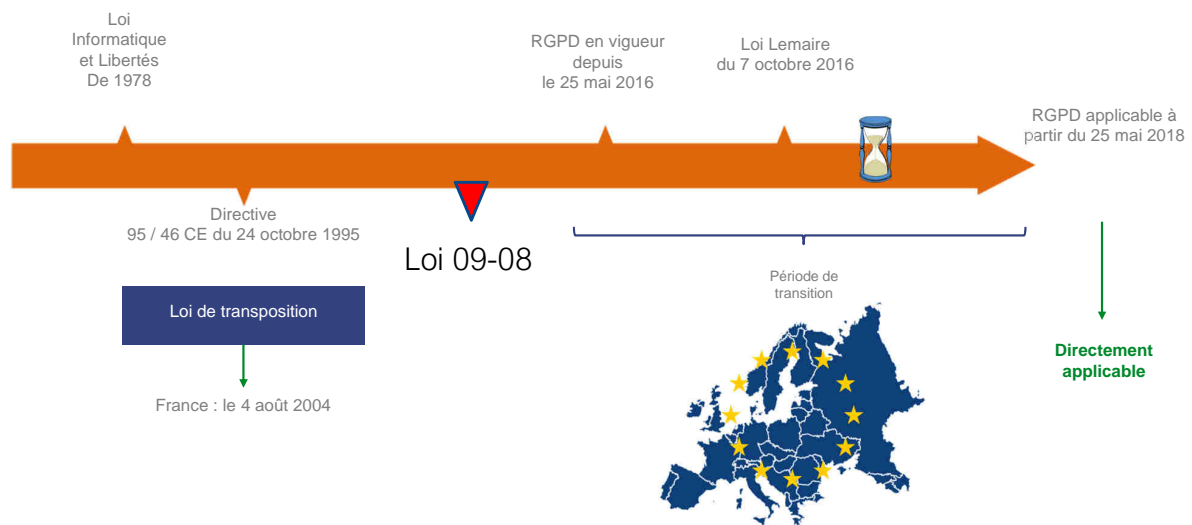 Loi
Informatique
et Libertés
De 1978
RGPD en vigueur
depuis
le 25 mai 2016
Loi Lemaire
du 7 octobre 2016
RGPD applicable à
partir du 25 mai 2018
Directive
95 / 46 CE du 24 octobre 1995
Loi 09-08
Loi de transposition
France : le 4 août 2004
Période de
transition
Directement
applicable